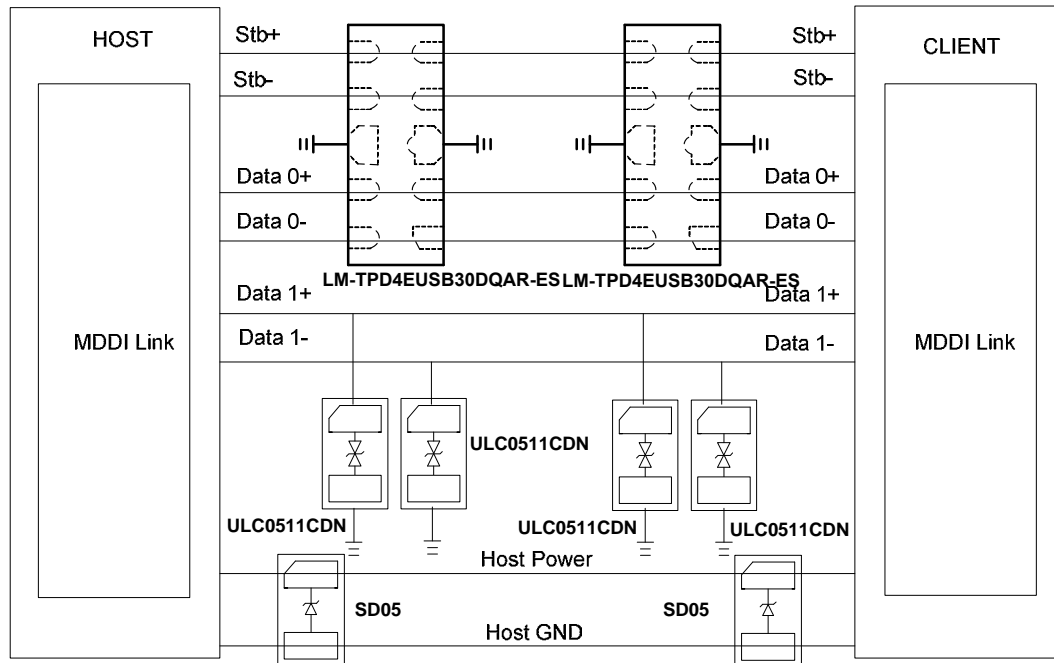 HOST
CLIENT
Stb+
Stb+
Stb-
Stb-
Data 0+
Data 0+
Data 0-
Data 0-
LM-TPD4EUSB30DQAR-ES
LM-TPD4EUSB30DQAR-ES
Data 1+
Data 1+
MDDI Link
Data 1-
Data 1-
MDDI Link
ULC0511CDN
ULC0511CDN
ULC0511CDN
ULC0511CDN
Host Power
SD05
SD05
Host GND